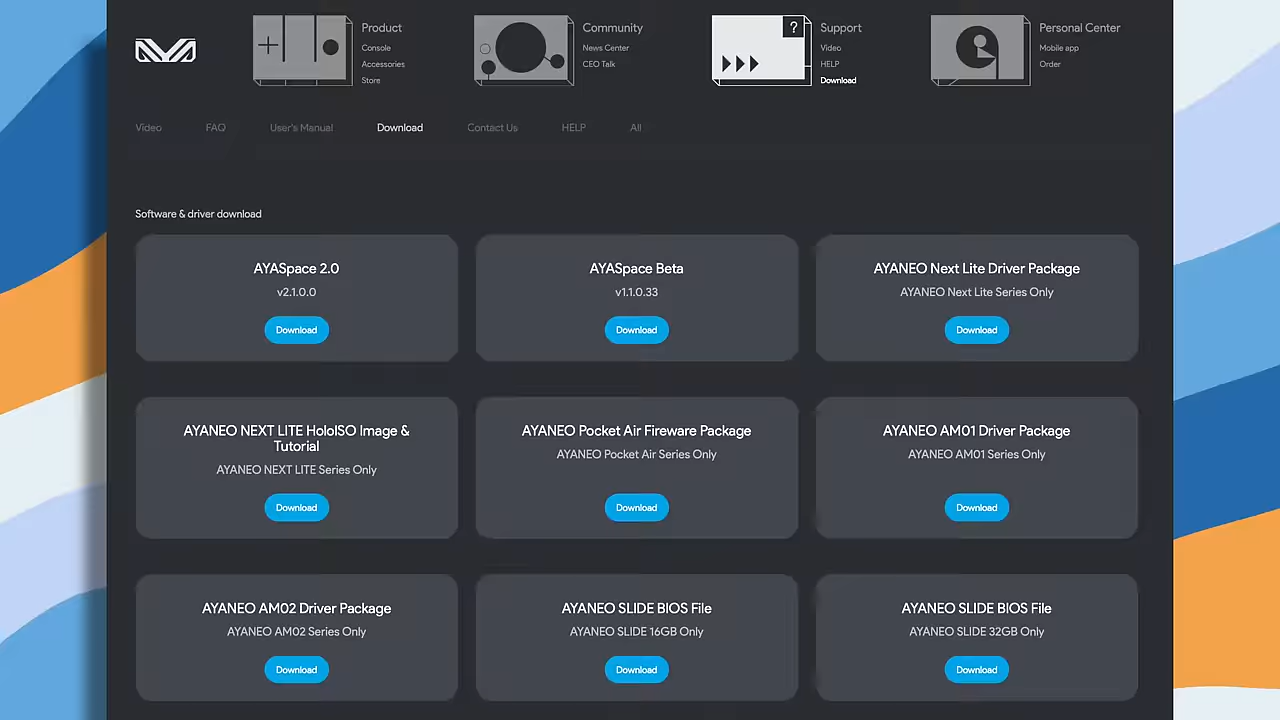 Product
Console
Accessories
Store
Community
News Center
CEO Talk
?
Support
Video
HELP
Download
Personal Center
Mobile app
Order
Video
FAQ
User's Manual
Download
Contact Us
HELP
All
Software & driver download
AYASpace 2.0
v2.1.0.0
Download
AYASpace Beta
v1.1.0.33
Download
AYANEO Next Lite Driver Package
AYANEO Next Lite Series Only
Download
AYANEO NEXT LITE HoloISO Image &
Tutorial
AYANEO NEXT LITE Series Only
Download
AYANEO Pocket Air Fireware Package
AYANEO Pocket Air Series Only
Download
AYANEO AM01 Driver Package
AYANEO AM01 Series Only
Download
AYANEO AM02 Driver Package
AYANEO AM02 Series Only
Download
AYANEO SLIDE BIOS File
AYANEO SLIDE 16GB Only
Download
AYANEO SLIDE BIOS File
AYANEO SLIDE 32GB Only
Download